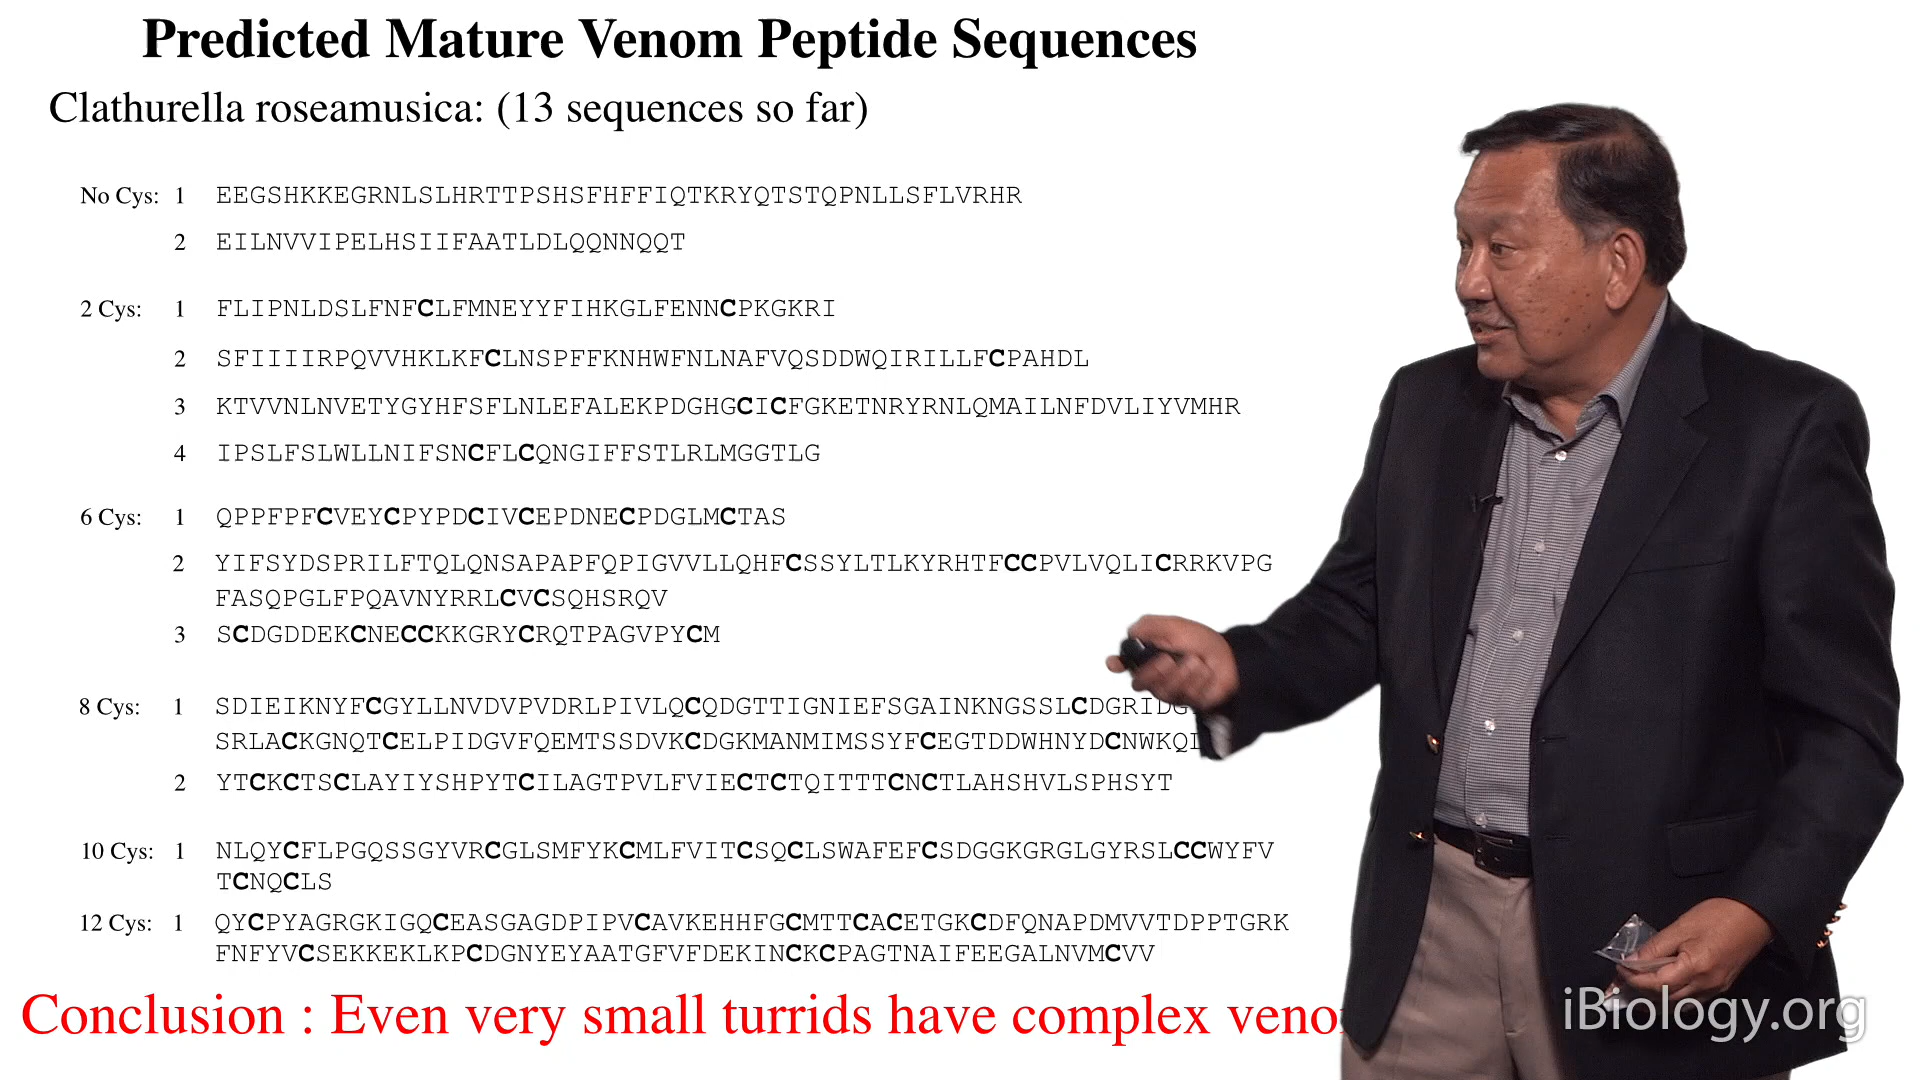 Predicted Mature Venom Peptide Sequences
Clathurella roseamusica: (13 sequences so far)
No Cys: 1 EEGSHKKEGRNLSLHRTTPSHSFHFFIQTKRYQTSTQPNLLSFLVRHR
2 EILNVVIPELHSIIFAATLDLQQNNQQT
2 Cys: 1 FLIPNLDSLFNFCLFMNEYYFIHKGLFENNCPKGKRI
2 SFIIIIRPQVVHKLKFCLNSPFFKNHWFNLNAFVQSDDWQIRILLFCPAHDL
3 KTVVNLNVETYGYHFSFLNLEFALEKPDGHGCICFGKETNRYRNLQMAILNFDVLIYVMHR
4 IPSLFSLWLLNIFSNCFLCQNGIFFSTLRLMGGTLG
6 Cys: 1 QPPFPFCVEYCPYPDCIVCEPDNECPDGLMCTAS
2 YIFSYDSPRILFTQLQNSAPAPFQPIGVVLLQHFCSSYLTLKYRHTFCCPVLVQLICRRKVPG
FASQPGLFPQAVNYRRLCVCSQHSRQV
3 SCDGDDEKCNECCKKGRYCRQTPAGVPYCM
8 Cys: 1 SDIEIKNYFCGYLLNVDVPVDRLPIVLQCQDGTTIGNIEFSGAINKNGSSLCDGRIDG
SRLACKGNQTCELPIDGVFQEMTSSDVKCDGKMANMIMSSYFCEGTDDWHNYDCNWKQ
2 YTCKCTSCLAYIYSHPYTCILAGTPVLFVIECTCTQITTTCNCTLAHSHVLSPHSYT
10 Cys: 1 NLQYCFLPGQSSGYVRCGLSMFYKCMLFVITCSQCLSWAFEFCSDGGKGRGLGYRSLCCWYFV
TCNQCLS
12 Cys: 1 QYCPYAGRGKIGQCEASGAGDPIPVCAVKEHHFGCMTTCACETGKCDFQNAPDMVVTDPPTGRK
FNFYVCSEKKEKLKPCDGNYEYAATGFVFDEKINCKCPAGTNAIFEEGALNVMCVV
Conclusion : Even very small turrids have complex veno
iBiology.org